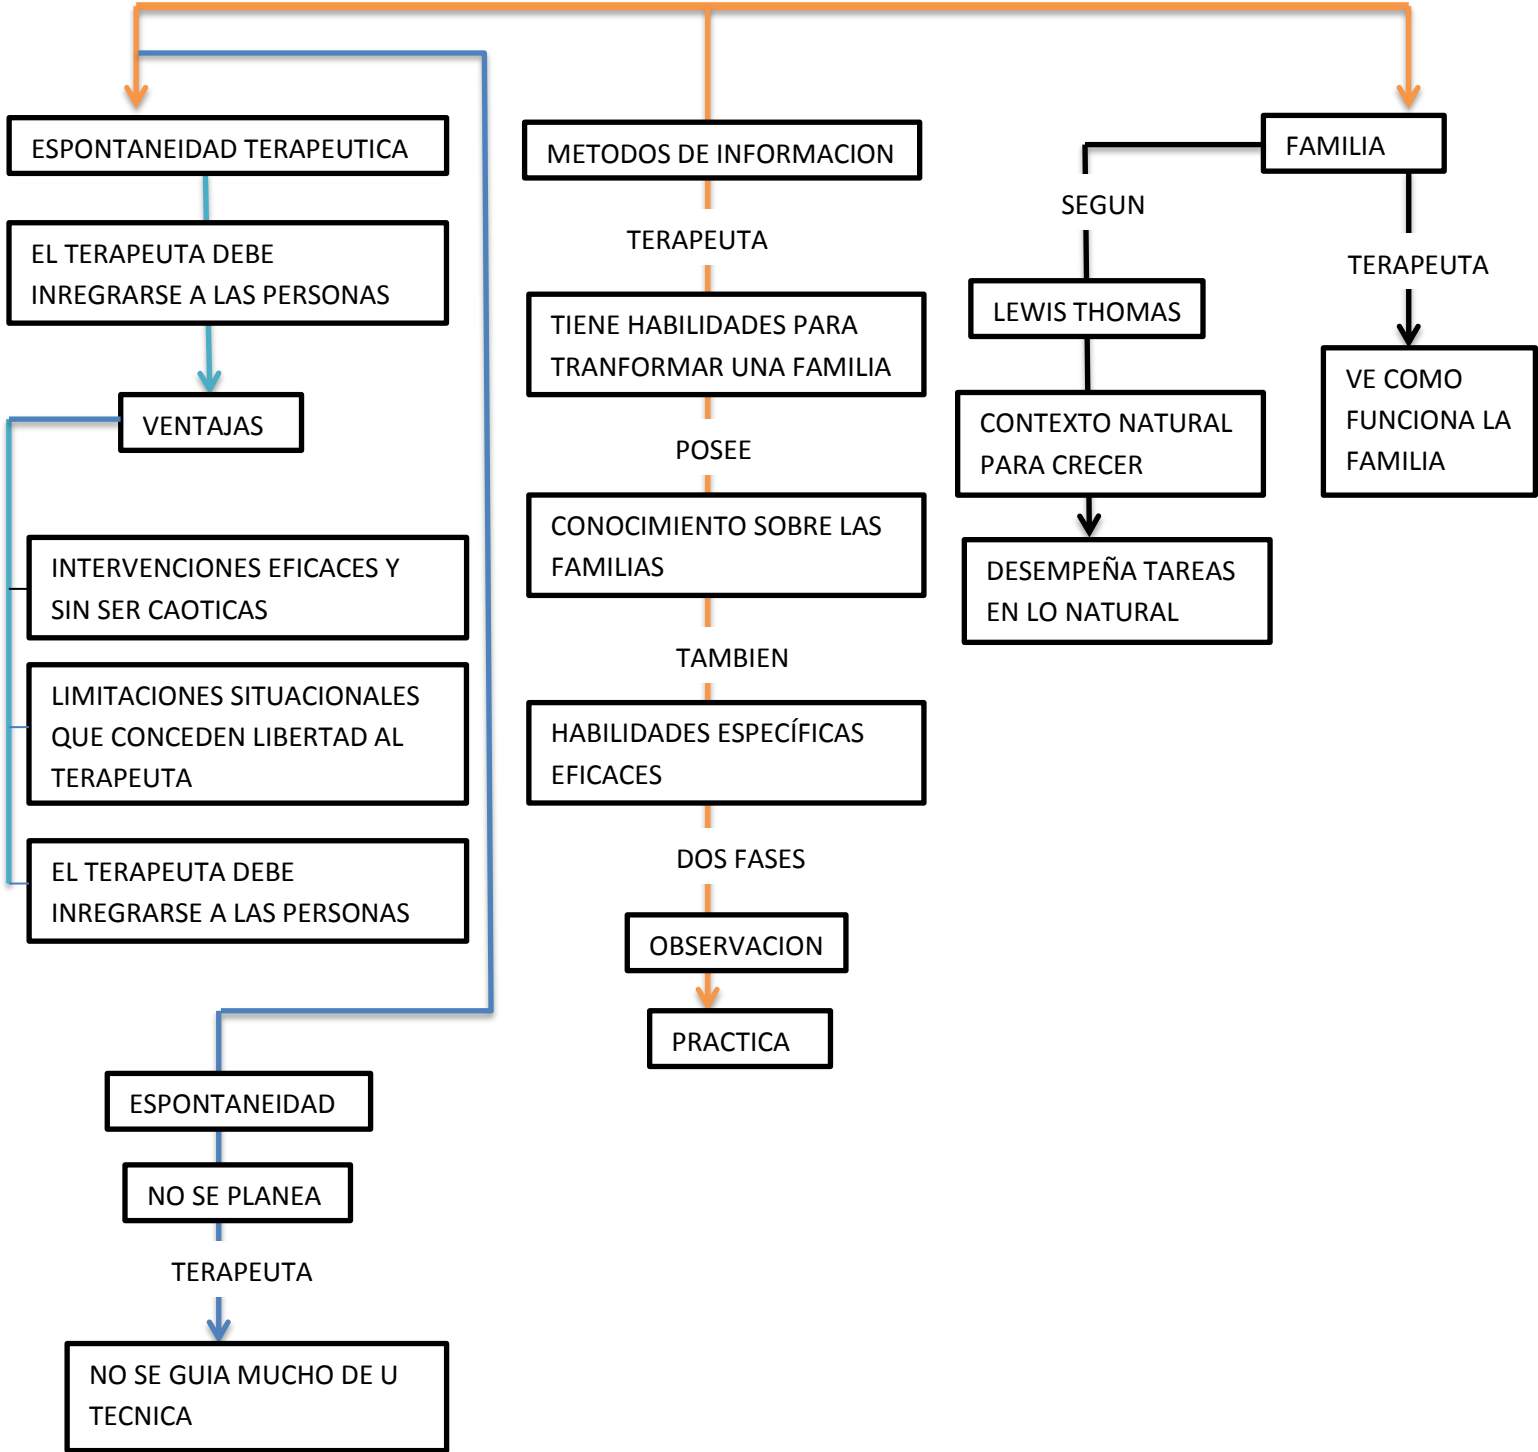 ESPONTANEIDAD TERAPEUTICA
EL TERAPEUTA DEBE
INREGRARSE A LAS PERSONAS
VENTAJAS
INTERVENCIONES EFICACES Y
SIN SER CAOTICAS
LIMITACIONES SITUACIONALES
QUE CONCEDEN LIBERTAD AL
TERAPEUTA
EL TERAPEUTA DEBE
INREGRARSE A LAS PERSONAS
ESPONTANEIDAD
NO SE PLANEA
TERAPEUTA
NO SE GUIA MUCHO DE U
TECNICA
METODOS DE INFORMACION
TERAPEUTA
TIENE HABILIDADES PARA
TRANFORMAR UNA FAMILIA
POSEE
CONOCIMIENTO SOBRE LAS
FAMILIAS
TAMBIEN
HABILIDADES ESPECÍFICAS
EFICACES
DOS FASES
OBSERVACION
PRACTICA
FAMILIA
SEGUN
LEWIS THOMAS
CONTEXTO NATURAL
PARA CRECER
DESEMPEÑA TAREAS
EN LO NATURAL
TERAPEUTA
VE COMO
FUNCIONA LA
FAMILIA